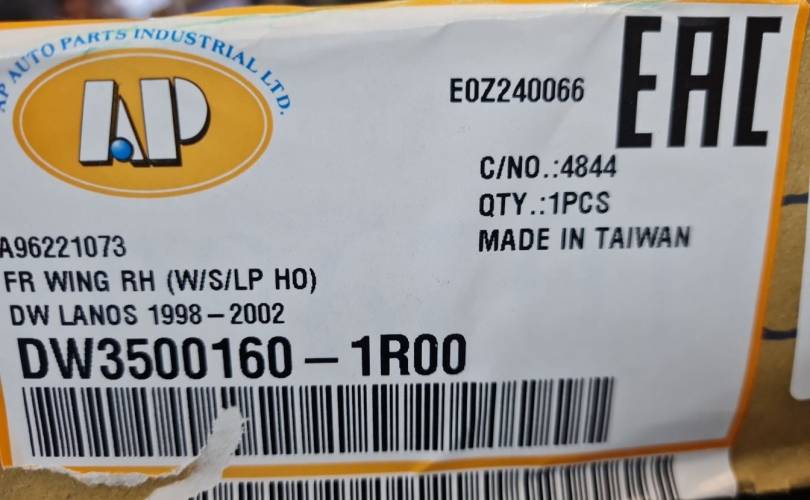 AP AUTO PARTS INDUSTRIAL LTD.
AP
E0Z240066
EAC
C/NO.:4844
QTY.:1PCS
MADE IN TAIWAN
A96221073
FR WING RH (W/S/LP HO)
DW LANOS 1998-2002
DW3500160-1R00